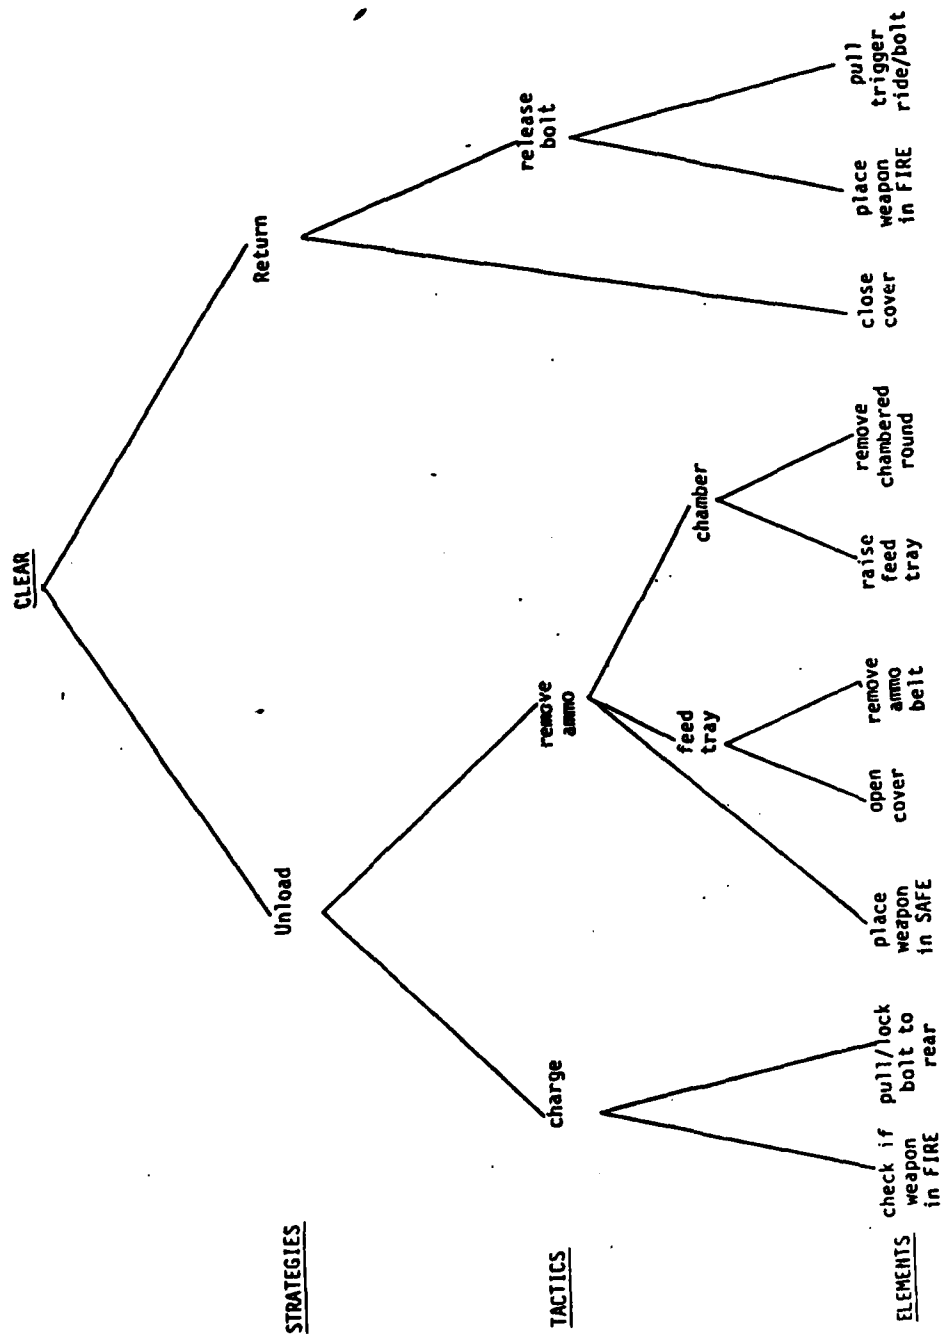 CLEAR
STRATEGIES
Unload
Return
TACTICS
charge
remove
ammo
release
bolt
feed
tray
chamber
ELEMENTS
check if
weapon
in FIRE
pull/lock
bolt to
rear
place
weapon
in SAFE
open
cover
remove
ammo
belt
raise
feed
tray
remove
chambered
round
close
cover
place
weapon
in FIRE
pull
trigger
ride/bolt